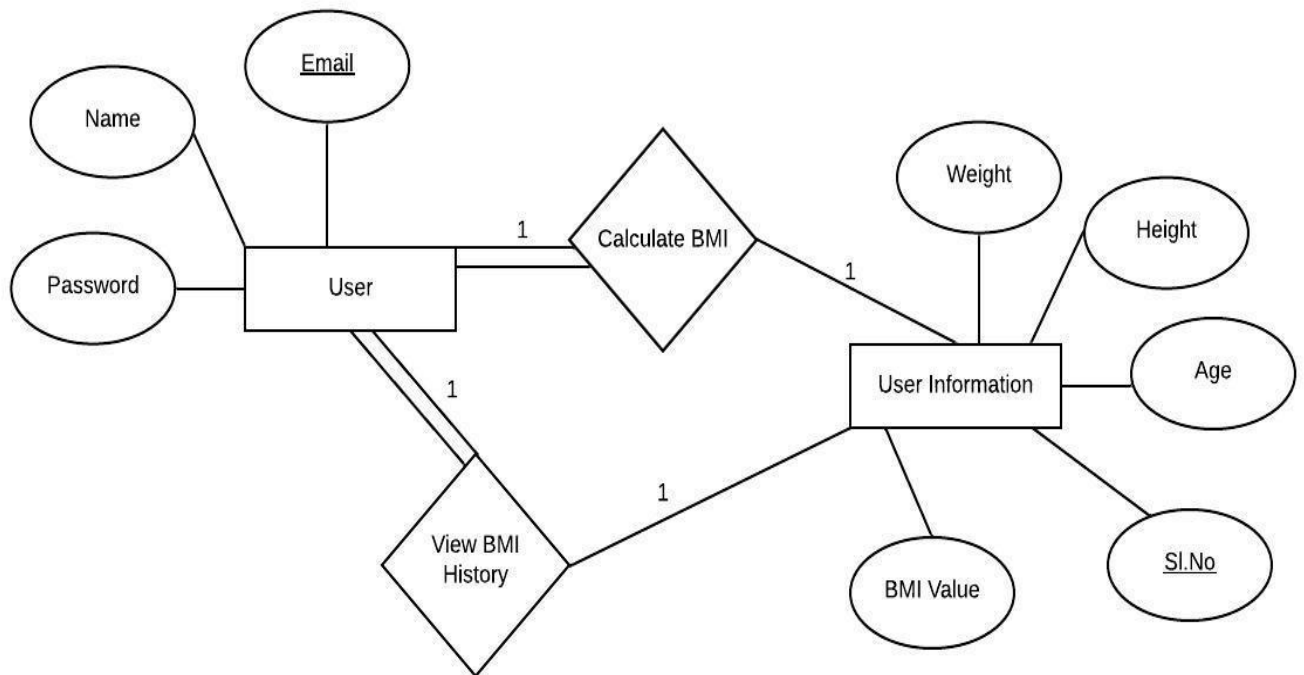 Email
Name
Weight
1
Calculate BMI
Height
1
Password
User
Age
User Information
1
1
View BMI
History
BMI Value
Sl.No